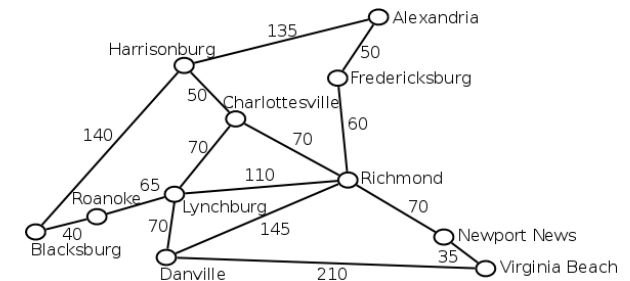 135
Alexandria
Harrisonburg
50
50
Fredericksburg
Charlottesville
60
140
70
70
65
110
Richmond
Roanoke
Lynchburg
70
40
70
145
Newport News
Blacksburg
35
Danville
210
Virginia Beach